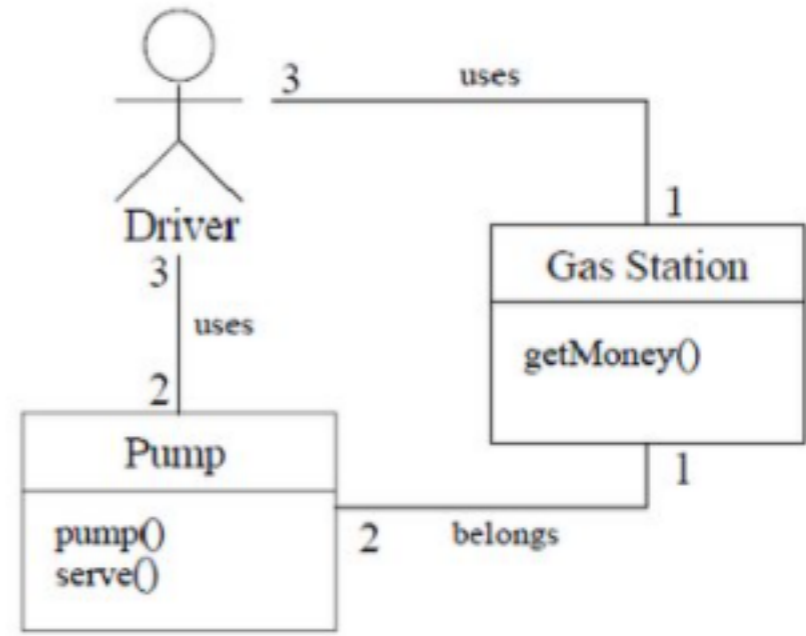 3
uses
1
Driver
Gas Station
3
uses
getMoney()
2
Pump
1
pump()
2
belongs
serve()